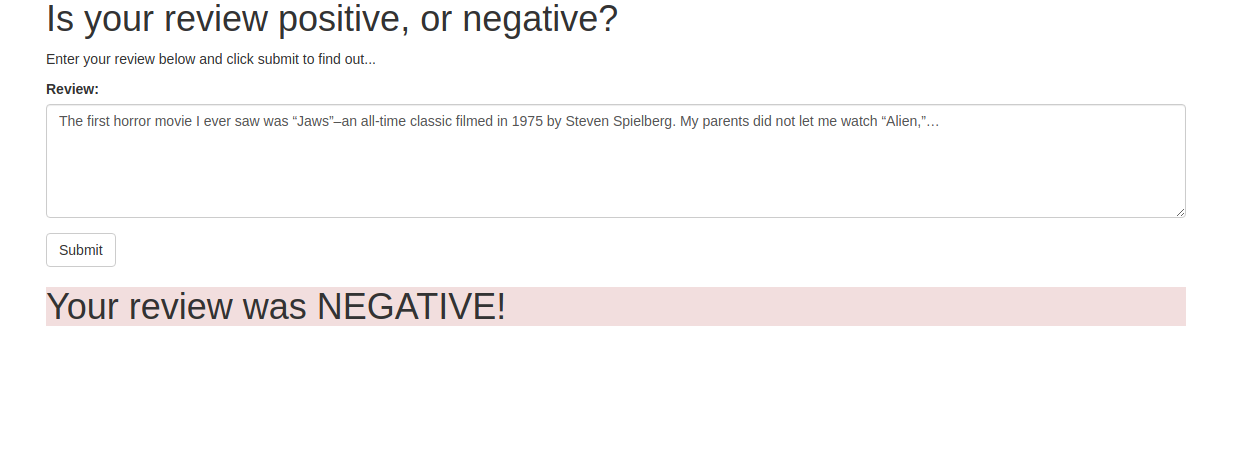 Is your review positive, or negative?
Enter your review below and click submit to find out...
Review:
The first horror movie I ever saw was “Jaws”–an all-time classic filmed in 1975 by Steven Spielberg. My parents did not let me watch “Alien,”…
Submit
Your review was NEGATIVE!